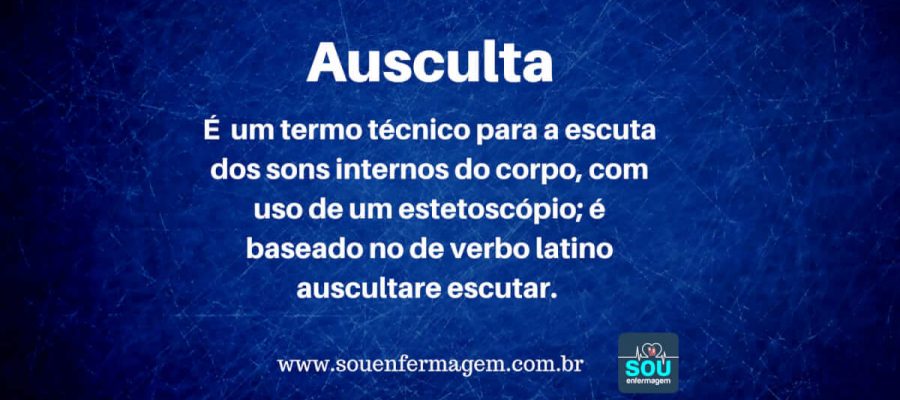 Ausculta
É um termo técnico para a escuta
dos sons internos do corpo, com
uso de um estetoscópio; é
baseado no de verbo latino
auscultare escutar.
www.souenfermagem.com.br
SOU
enfermagem